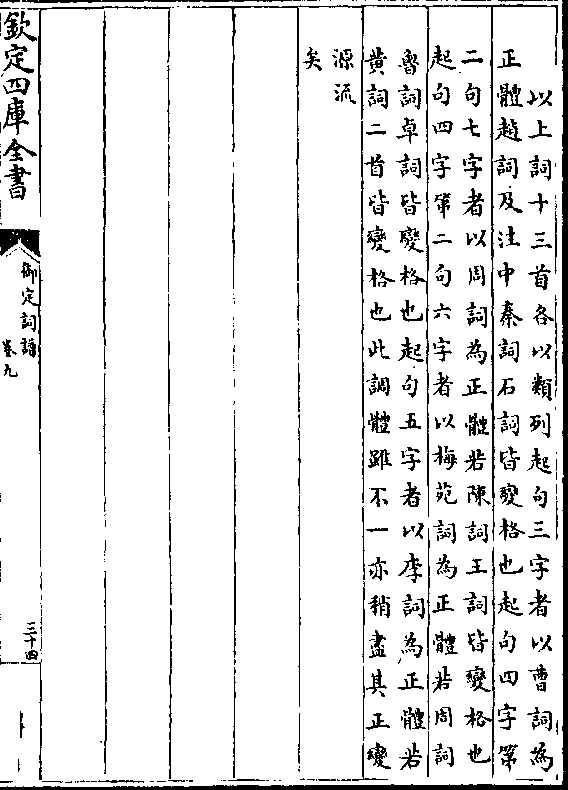 以上詞十三首各以類列起句三字者以曹詞為
正體趙詞及注中秦詞石詞皆變格也起句四字第
二句七字者以周詞為正體若陳詞王詞皆變格也
起句四字第二句六字者以梅苑詞為正體若周詞
魯詞卓詞皆變格也起句五字者以李詞為正體若
黃詞二首皆變格也此調體雖不一亦稍盡其正變
源流
矣
欽定四庫全書
御定詞譜
卷九
三十四